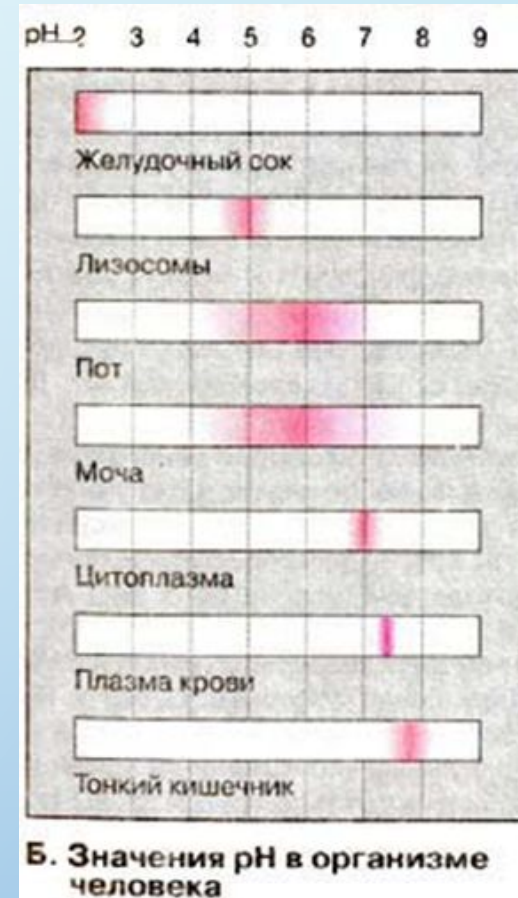 pH 2 3 4 5 6 7 8 9
Желудочный сок
Лизосомы
Пот
Моча
Цитоплазма
Плазма крови
Тонкий кишечник
Б. Значения pH в организме
человека